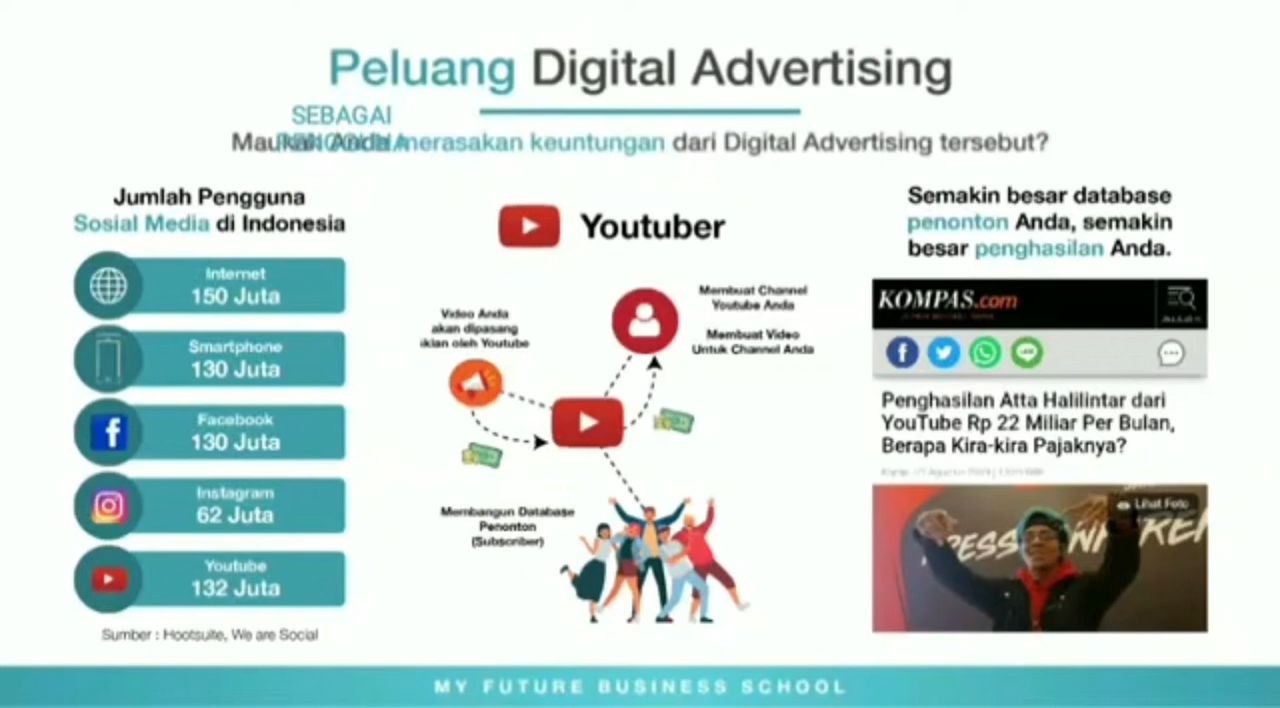 Peluang Digital Advertising
SEBAGAI
Maukah Anda merasakan keuntungan dari Digital Advertising tersebut?
Jumlah Pengguna
Sosial Media di Indonesia
Internet
150 Juta
Smartphone
130 Juta
Facebook
130 Juta
Instagram
62 Juta
Youtube
132 Juta
Sumber : Hootsuite, We are Social
Youtuber
Membuat Channel
Youtube Anda
Membuat Video
Untuk Channel Anda
Video Anda
akan dipasang
iklan oleh Youtube
Membangun Database
Penonton
(Subscriber)
Semakin besar database
penonton Anda, semakin
besar penghasilan Anda.
KOMPAS.com
Penghasilan Atta Halilintar dari
YouTube Rp 22 Miliar Per Bulan,
Berapa Kira-kira Pajaknya?
Lihat Foto
MY FUTURE BUSINESS SCHOOL